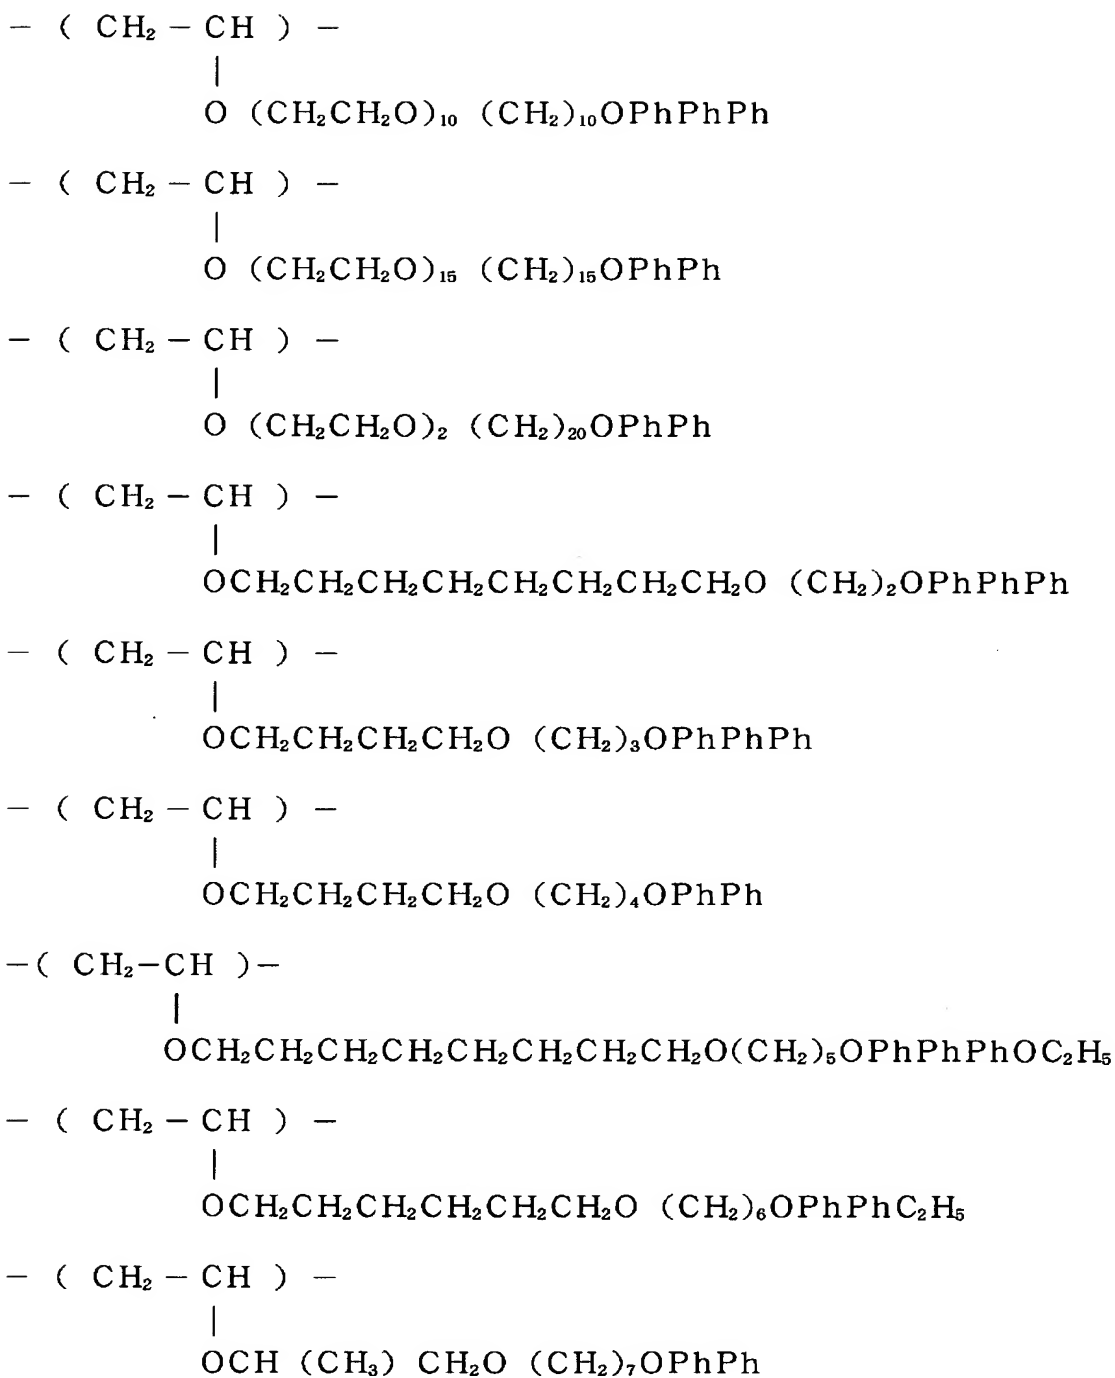 — ( CH₂ — CH ) —
|
O (CH₂CH₂O)₁₀ (CH₂)₁₀OPhPhPh
— ( CH₂ — CH ) —
|
O (CH₂CH₂O)₁₅ (CH₂)₁₅OPhPh
— ( CH₂ — CH ) —
|
O (CH₂CH₂O)₂ (CH₂)₂₀OPhPh
— ( CH₂ — CH ) —
|
OCH₂CH₂CH₂CH₂CH₂CH₂CH₂CH₂O (CH₂)₂OPhPhPh
— ( CH₂ — CH ) —
|
OCH₂CH₂CH₂CH₂O (CH₂)₃OPhPhPh
— ( CH₂ — CH ) —
|
OCH₂CH₂CH₂CH₂O (CH₂)₄OPhPh
—( CH₂—CH )—
|
OCH₂CH₂CH₂CH₂CH₂CH₂CH₂CH₂O(CH₂)₅OPhPhPhOC₂H₅
— ( CH₂ — CH ) —
|
OCH₂CH₂CH₂CH₂CH₂CH₂O (CH₂)₆OPhPhC₂H₅
— ( CH₂ — CH ) —
|
OCH (CH₃) CH₂O (CH₂)₇OPhPh